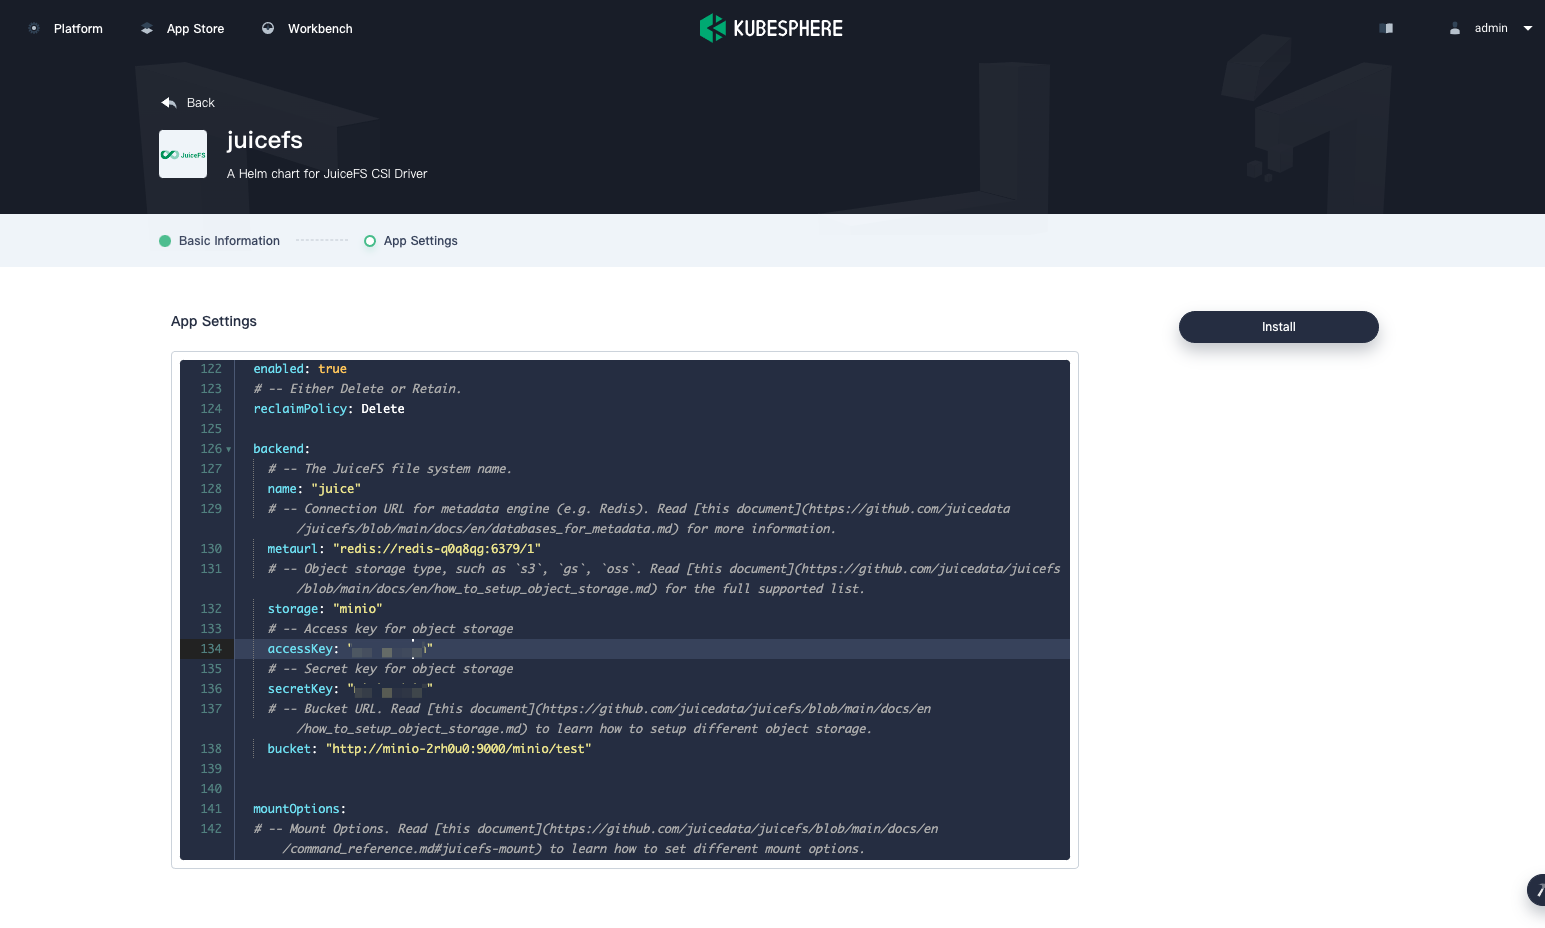 Platform
App Store
Workbench
KUBESPHERE
admin
Back
JuiceFS
juicefs
A Helm chart for JuiceFS CSI Driver
Basic Information
App Settings
App Settings
Install
122 enabled: true
123 # -- Either Delete or Retain.
124 reclaimPolicy: Delete
125
126 backend:
127 # -- The JuiceFS file system name.
128 name: "juice"
129 # -- Connection URL for metadata engine (e.g. Redis). Read [this document](https://github.com/juicedata
/juicefs/blob/main/docs/en/databases_for_metadata.md) for more information.
130 metaurl: "redis://redis-q0q8qg:6379/1"
131 # -- Object storage type, such as `s3`, `gs`, `oss`. Read [this document](https://github.com/juicedata/juicefs
/blob/main/docs/en/how_to_setup_object_storage.md) for the full supported list.
132 storage: "minio"
133 # -- Access key for object storage
134 accessKey: "
135 # -- Secret key for object storage
136 secretKey: " "
137 # -- Bucket URL. Read [this document](https://github.com/juicedata/juicefs/blob/main/docs/en
/how_to_setup_object_storage.md) to learn how to setup different object storage.
138 bucket: "http://minio-2rh0u0:9000/minio/test"
139
140
141 mountOptions:
142 # -- Mount Options. Read [this document](https://github.com/juicedata/juicefs/blob/main/docs/en
/command_reference.md#juicefs-mount) to learn how to set different mount options.